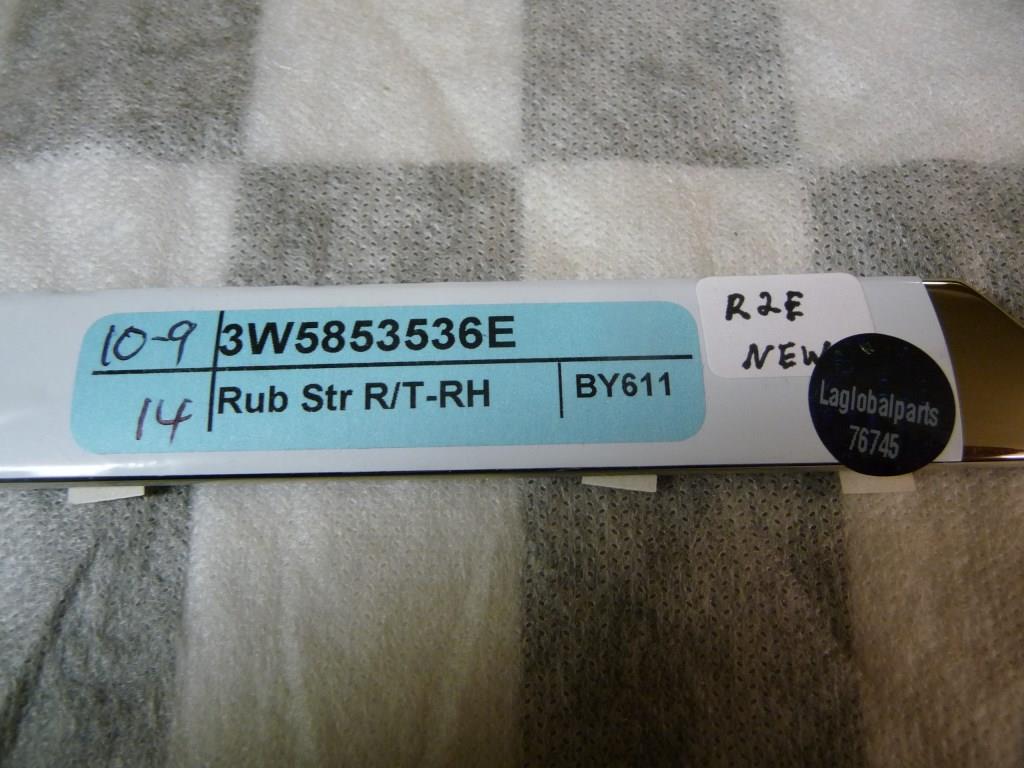 10-9 3W5853536E
14 Rub Str R/T-RH BY611
R2E
NEW
Laglobalparts
76745